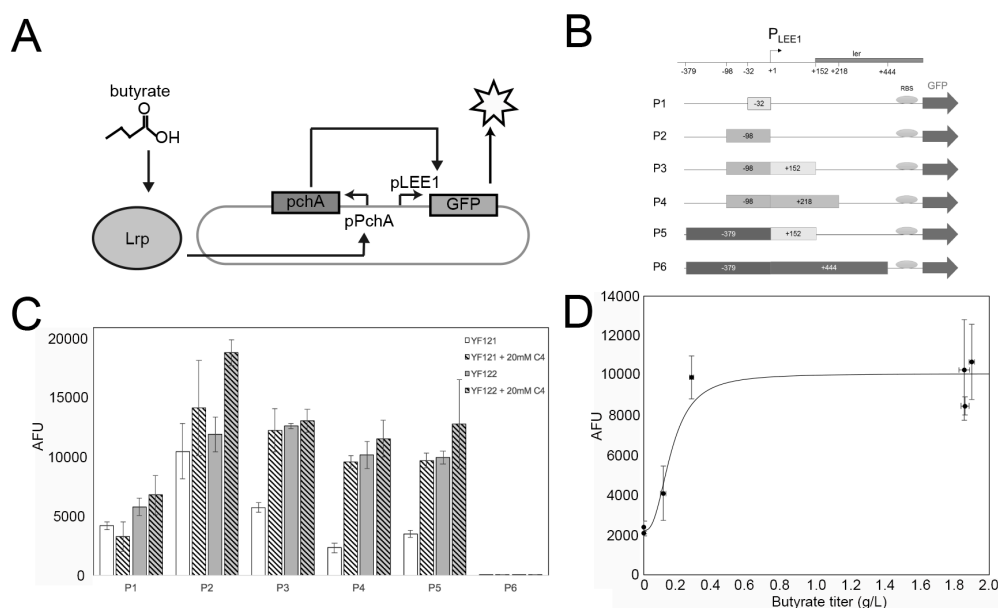 A
butyrate
O
OH
Lrp
pchA
pPchA
pLEE1
GFP
B
PLEE1
ler
-379 -98 -32 +1 +152 +218 +444
RBS GFP
P1 -32
P2 -98
P3 -98 +152
P4 -98 +218
P5 -379 +152
P6 -379 +444
C
AFU
20000
15000
10000
5000
0
YF121
YF121 + 20mM C4
YF122
YF122 + 20mM C4
P1 P2 P3 P4 P5 P6
D
AFU
14000
12000
10000
8000
6000
4000
2000
0
0 0.2 0.4 0.6 0.8 1.0 1.2 1.4 1.6 1.8 2.0
Butyrate titer (g/L)